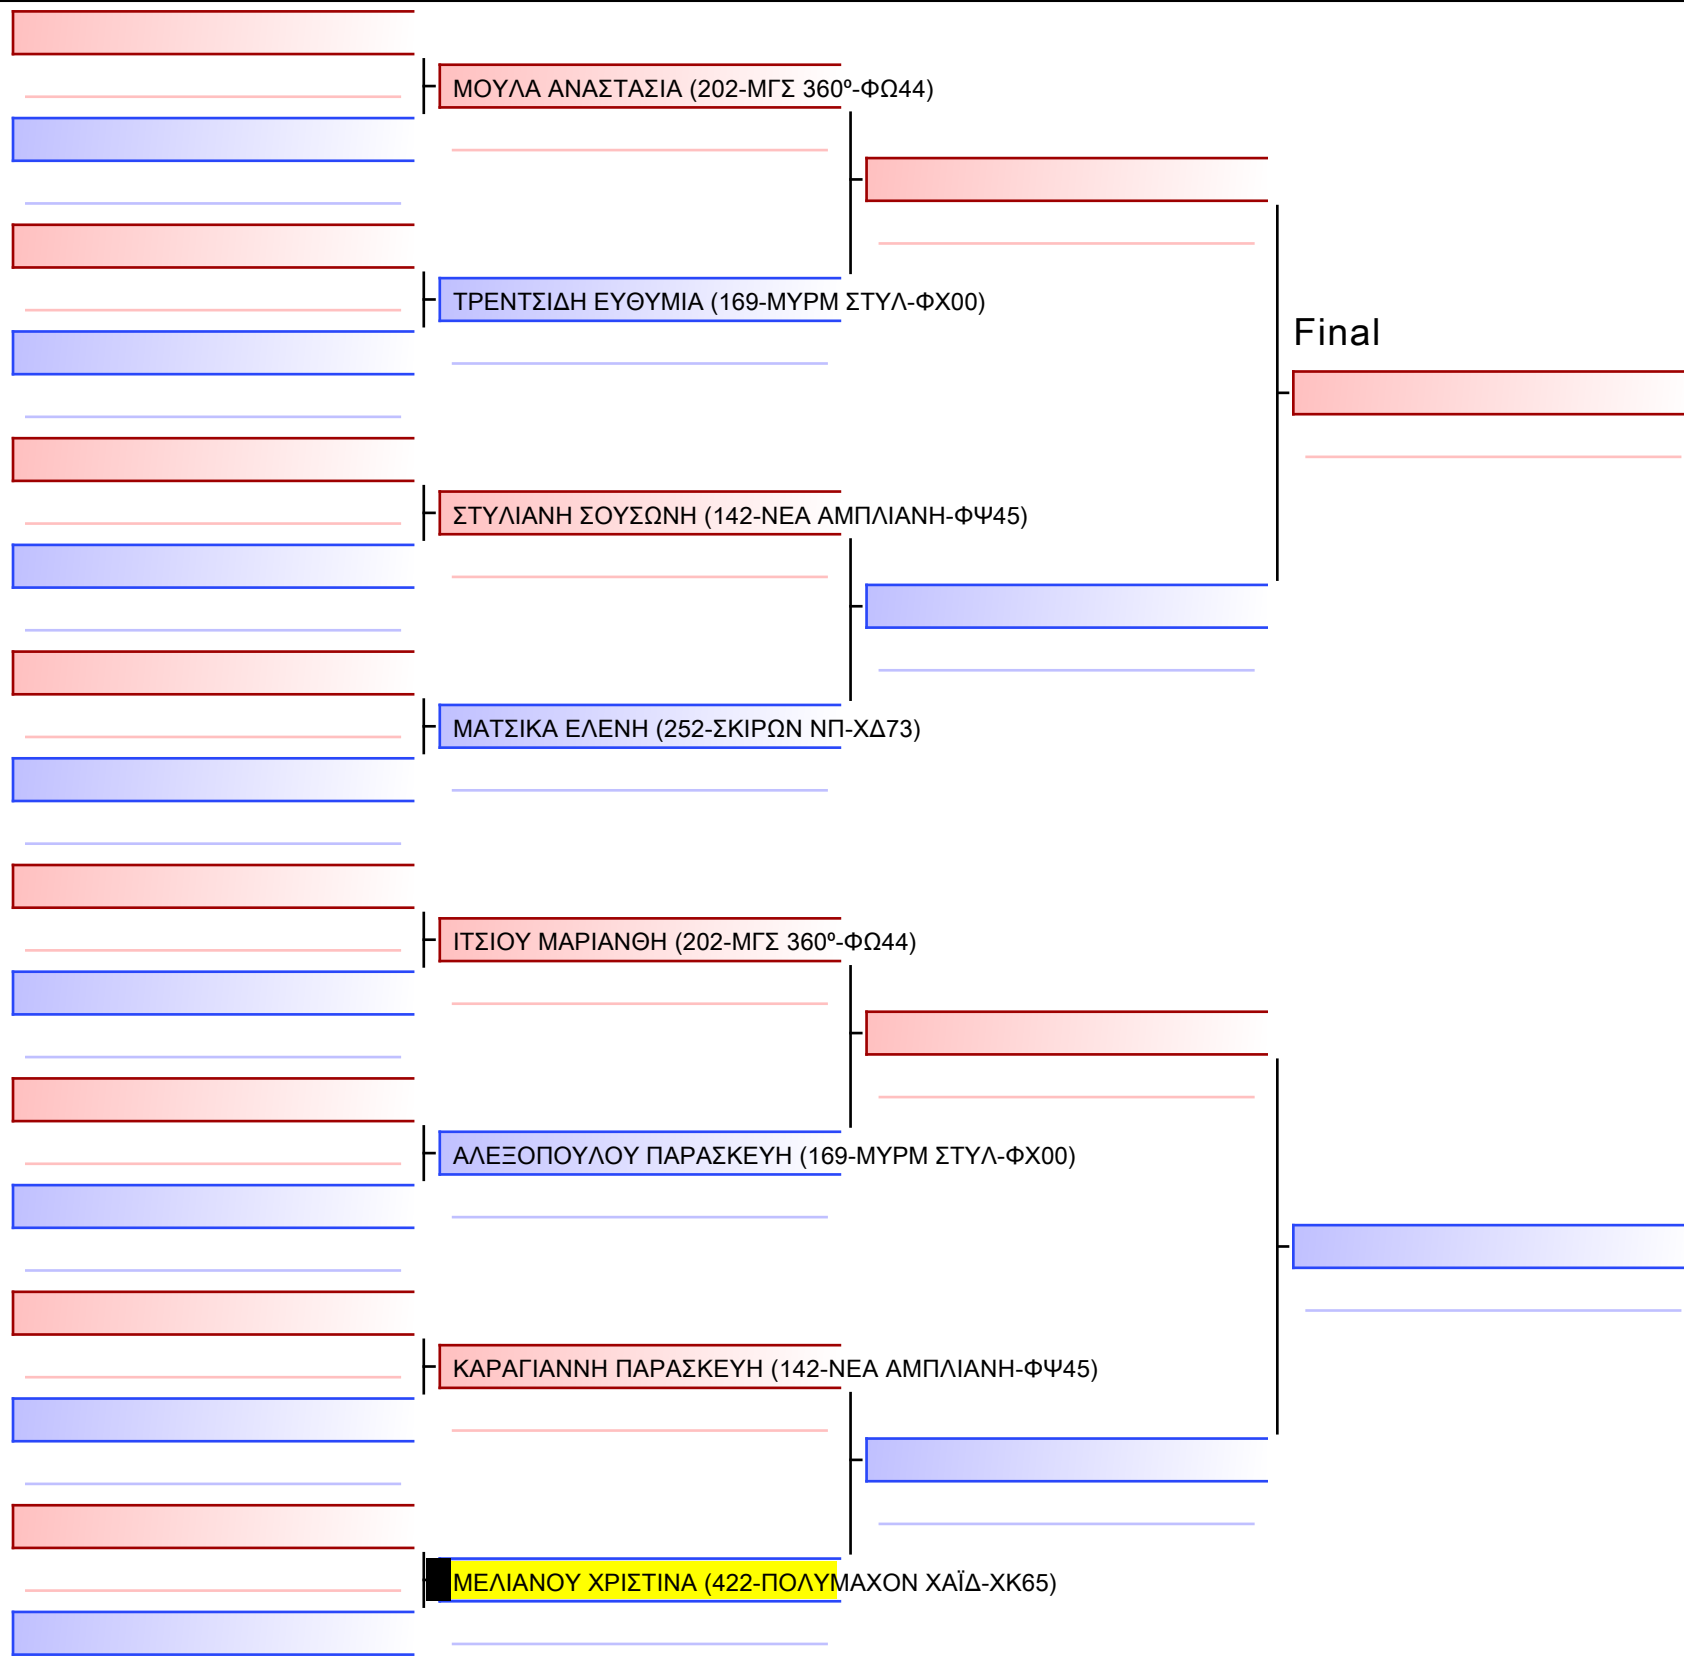 ΜΟΥΛΑ ΑΝΑΣΤΑΣΙΑ (202-ΜΓΣ 360º-ΦΩ44)
ΤΡΕΝΤΣΙΔΗ ΕΥΘΥΜΙΑ (169-ΜΥΡΜ ΣΤΥΛ-ΦΧ00)
Final
ΣΤΥΛΙΑΝΗ ΣΟΥΣΩΝΗ (142-ΝΕΑ ΑΜΠΛΙΑΝΗ-ΦΨ45)
ΜΑΤΣΙΚΑ ΕΛΕΝΗ (252-ΣΚΙΡΩΝ ΝΠ-ΧΔ73)
ΙΤΣΙΟΥ ΜΑΡΙΑΝΘΗ (202-ΜΓΣ 360º-ΦΩ44)
ΑΛΕΞΟΠΟΥΛΟΥ ΠΑΡΑΣΚΕΥΗ (169-ΜΥΡΜ ΣΤΥΛ-ΦΧ00)
ΚΑΡΑΓΙΑΝΝΗ ΠΑΡΑΣΚΕΥΗ (142-ΝΕΑ ΑΜΠΛΙΑΝΗ-ΦΨ45)
ΜΕΛΙΑΝΟΥ ΧΡΙΣΤΙΝΑ (422-ΠΟΛΥΜΑΧΟΝ ΧΑΪΔ-ΧΚ65)